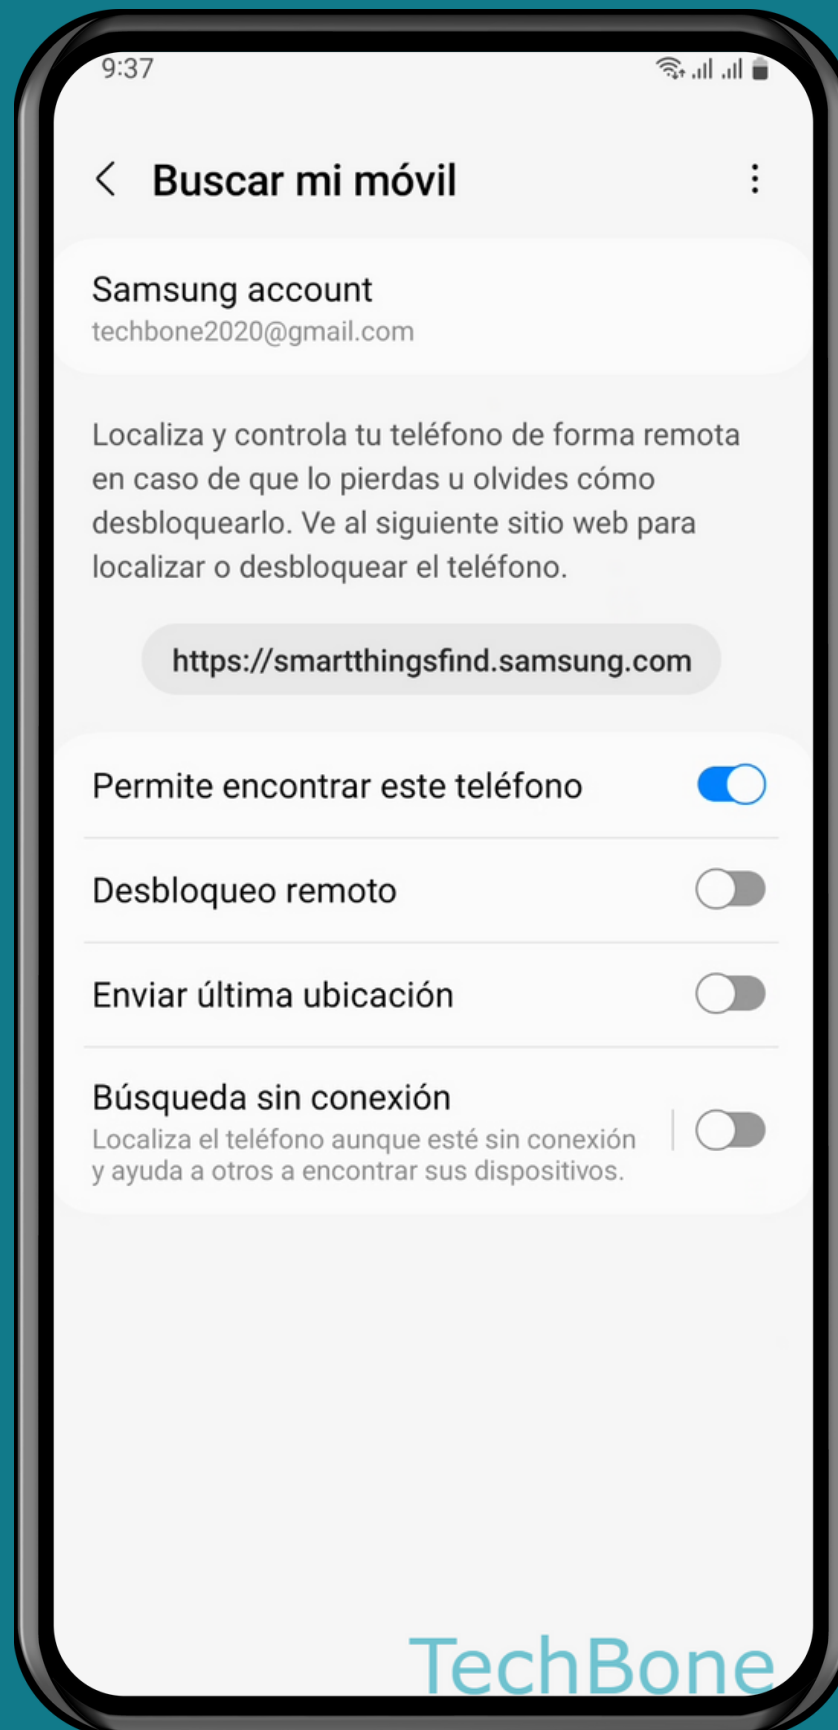 9:37
Buscar mi móvil
Samsung account
techbone2020@gmail.com
Localiza y controla tu teléfono de forma remota
en caso de que lo pierdas u olvides cómo
desbloquearlo. Ve al siguiente sitio web para
localizar o desbloquear el teléfono.
https://smartthingsfind.samsung.com
Permite encontrar este teléfono
Desbloqueo remoto
Enviar última ubicación
Búsqueda sin conexión
Localiza el teléfono aunque esté sin conexión
y ayuda a otros a encontrar sus dispositivos.
TechBone